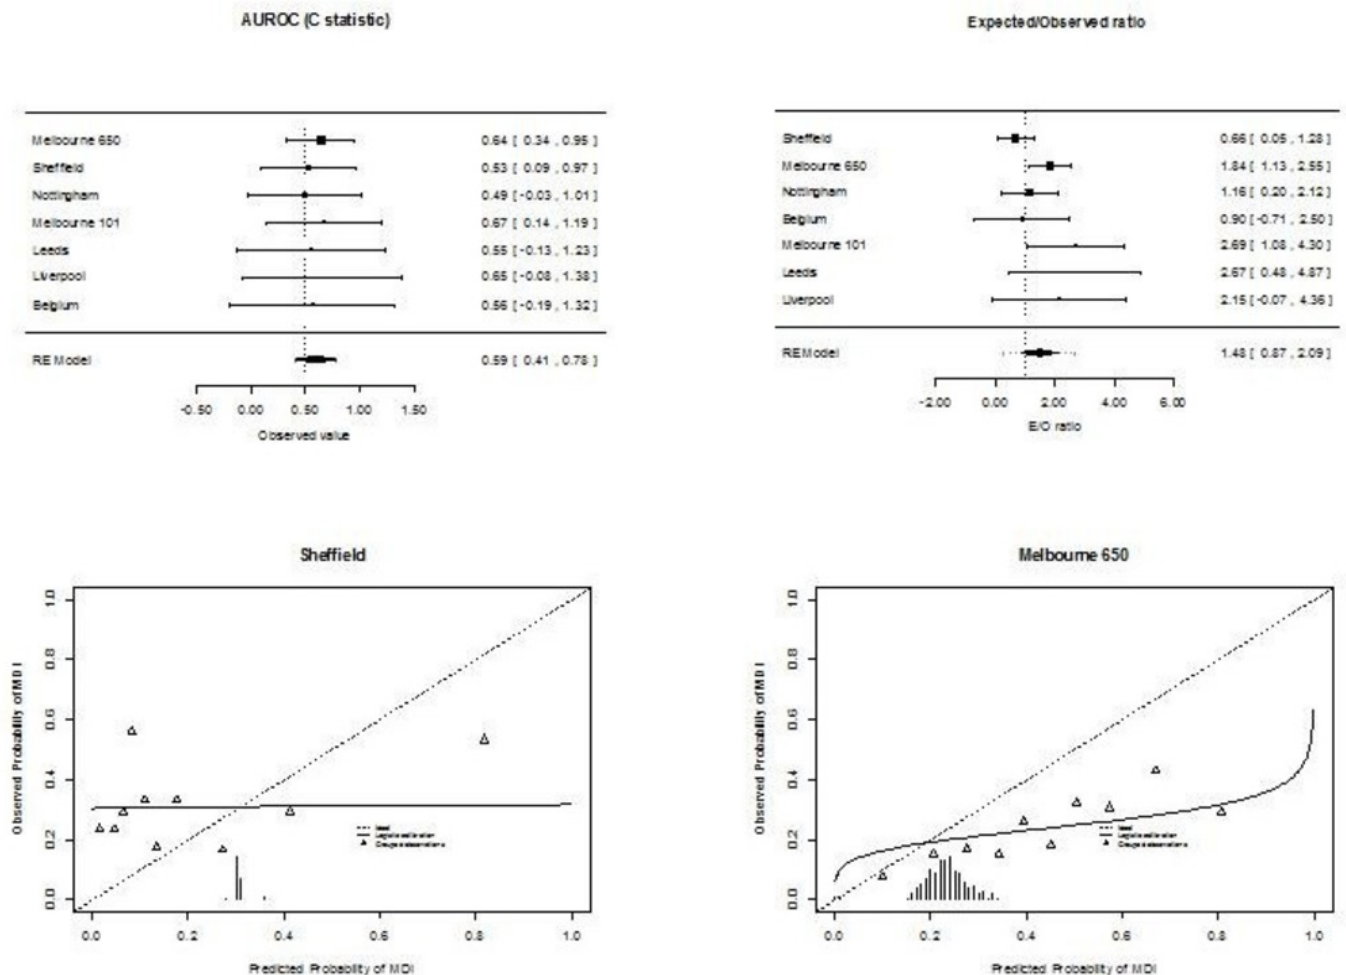 AUROC (C statistic)
Melbourne 650 0.64 [ 0.34 , 0.95 ]
Sheffield 0.53 [ 0.09 , 0.97 ]
Nottingham 0.49 [ -0.03 , 1.01 ]
Melbourne 101 0.67 [ 0.14 , 1.19 ]
Leeds 0.55 [ -0.13 , 1.23 ]
Liverpool 0.65 [ -0.08 , 1.38 ]
Belgium 0.56 [ -0.19 , 1.32 ]
RE Model 0.59 [ 0.41 , 0.78 ]
-0.50 0.00 0.50 1.00 1.50
Observed value
Expected/Observed ratio
Sheffield 0.66 [ 0.05 , 1.28 ]
Melbourne 650 1.84 [ 1.13 , 2.55 ]
Nottingham 1.16 [ 0.20 , 2.12 ]
Belgium 0.90 [ -0.71 , 2.50 ]
Melbourne 101 2.69 [ 1.08 , 4.30 ]
Leeds 2.67 [ 0.48 , 4.87 ]
Liverpool 2.15 [ -0.07 , 4.36 ]
RE Model 1.48 [ 0.87 , 2.09 ]
-2.00 0.00 2.00 4.00 6.00
E/O ratio
Sheffield
Observed Probability of MDI
1.0
0.8
0.6
0.4
0.2
0.0
Ideal
Logistic calibration
Grouped observations
0.0 0.2 0.4 0.6 0.8 1.0
Predicted Probability of MDI
Melbourne 650
Observed Probability of MDI
1.0
0.8
0.6
0.4
0.2
0.0
Ideal
Logistic calibration
Grouped observations
0.0 0.2 0.4 0.6 0.8 1.0
Predicted Probability of MDI